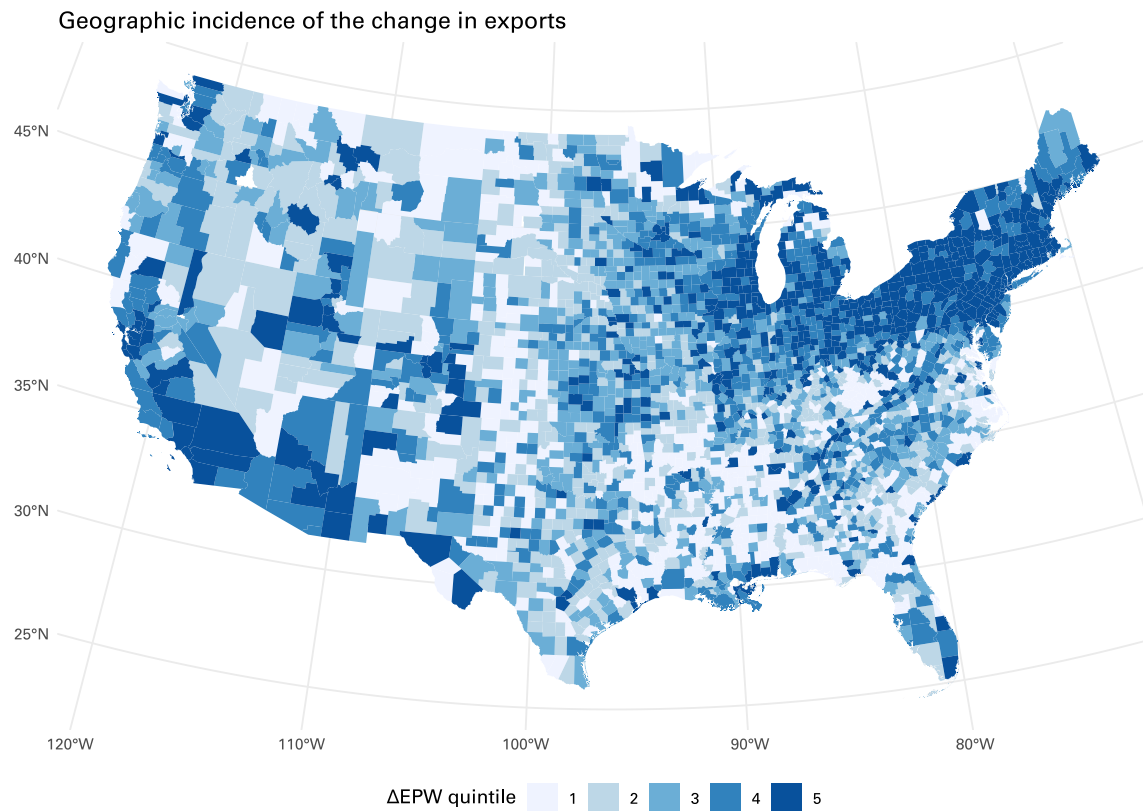 Geographic incidence of the change in exports
45°N
40°N
35°N
30°N
25°N
120°W 110°W 100°W 90°W 80°W
ΔEPW quintile 1 2 3 4 5